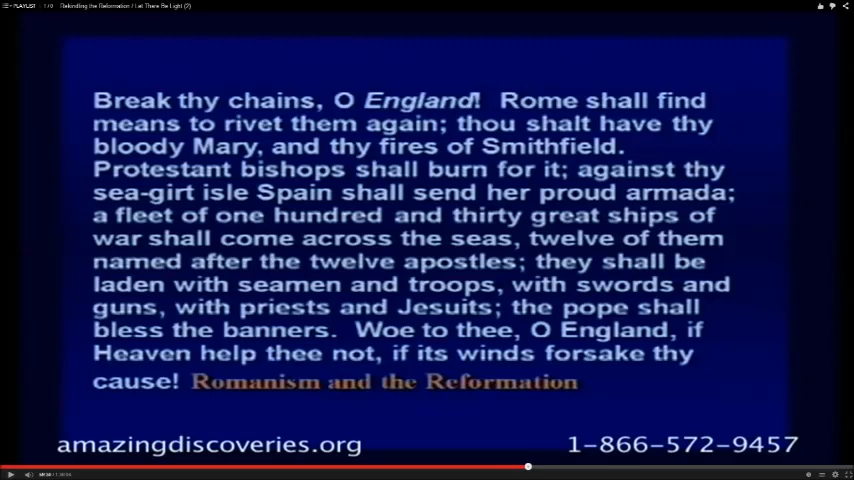 PLAYLIST
Rekindling the Reformation / Let There Be Light (2)
Break thy chains, O England! Rome shall find
means to rivet them again; thou shalt have thy
bloody Mary, and thy fires of Smithfield.
Protestant bishops shall burn for it; against thy
sea-girt isle Spain shall send her proud armada;
a fleet of one hundred and thirty great ships of
war shall come across the seas, twelve of them
named after the twelve apostles; they shall be
laden with seamen and troops, with swords and
guns, with priests and Jesuits; the pope shall
bless the banners. Woe to thee, O England, if
Heaven help thee not, if its winds forsake thy
cause! Romanism and the Reformation
amazingdiscoveries.org 1-866-572-9457